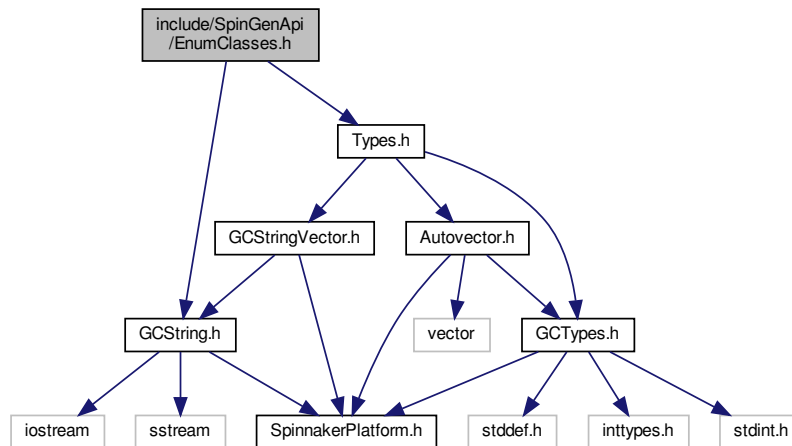 include/SpinGenApi
/EnumClasses.h
Types.h
GCStringVector.h
Autovector.h
GCString.h
vector
GCTypes.h
iostream
sstream
SpinnakerPlatform.h
stddef.h
inttypes.h
stdint.h